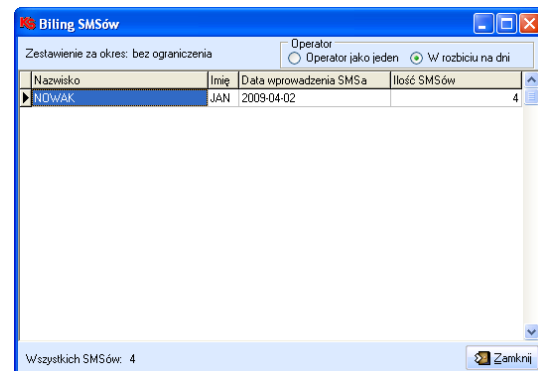 KS Biling SMSów
Zestawienie za okres: bez ograniczenia
Operator
Operator jako jeden W rozbiciu na dni
Nazwisko Imię Data wprowadzenia SMSa Ilość SMSów
NOWAK JAN 2009-04-02 4
Wszystkich SMSów: 4 Zamknij